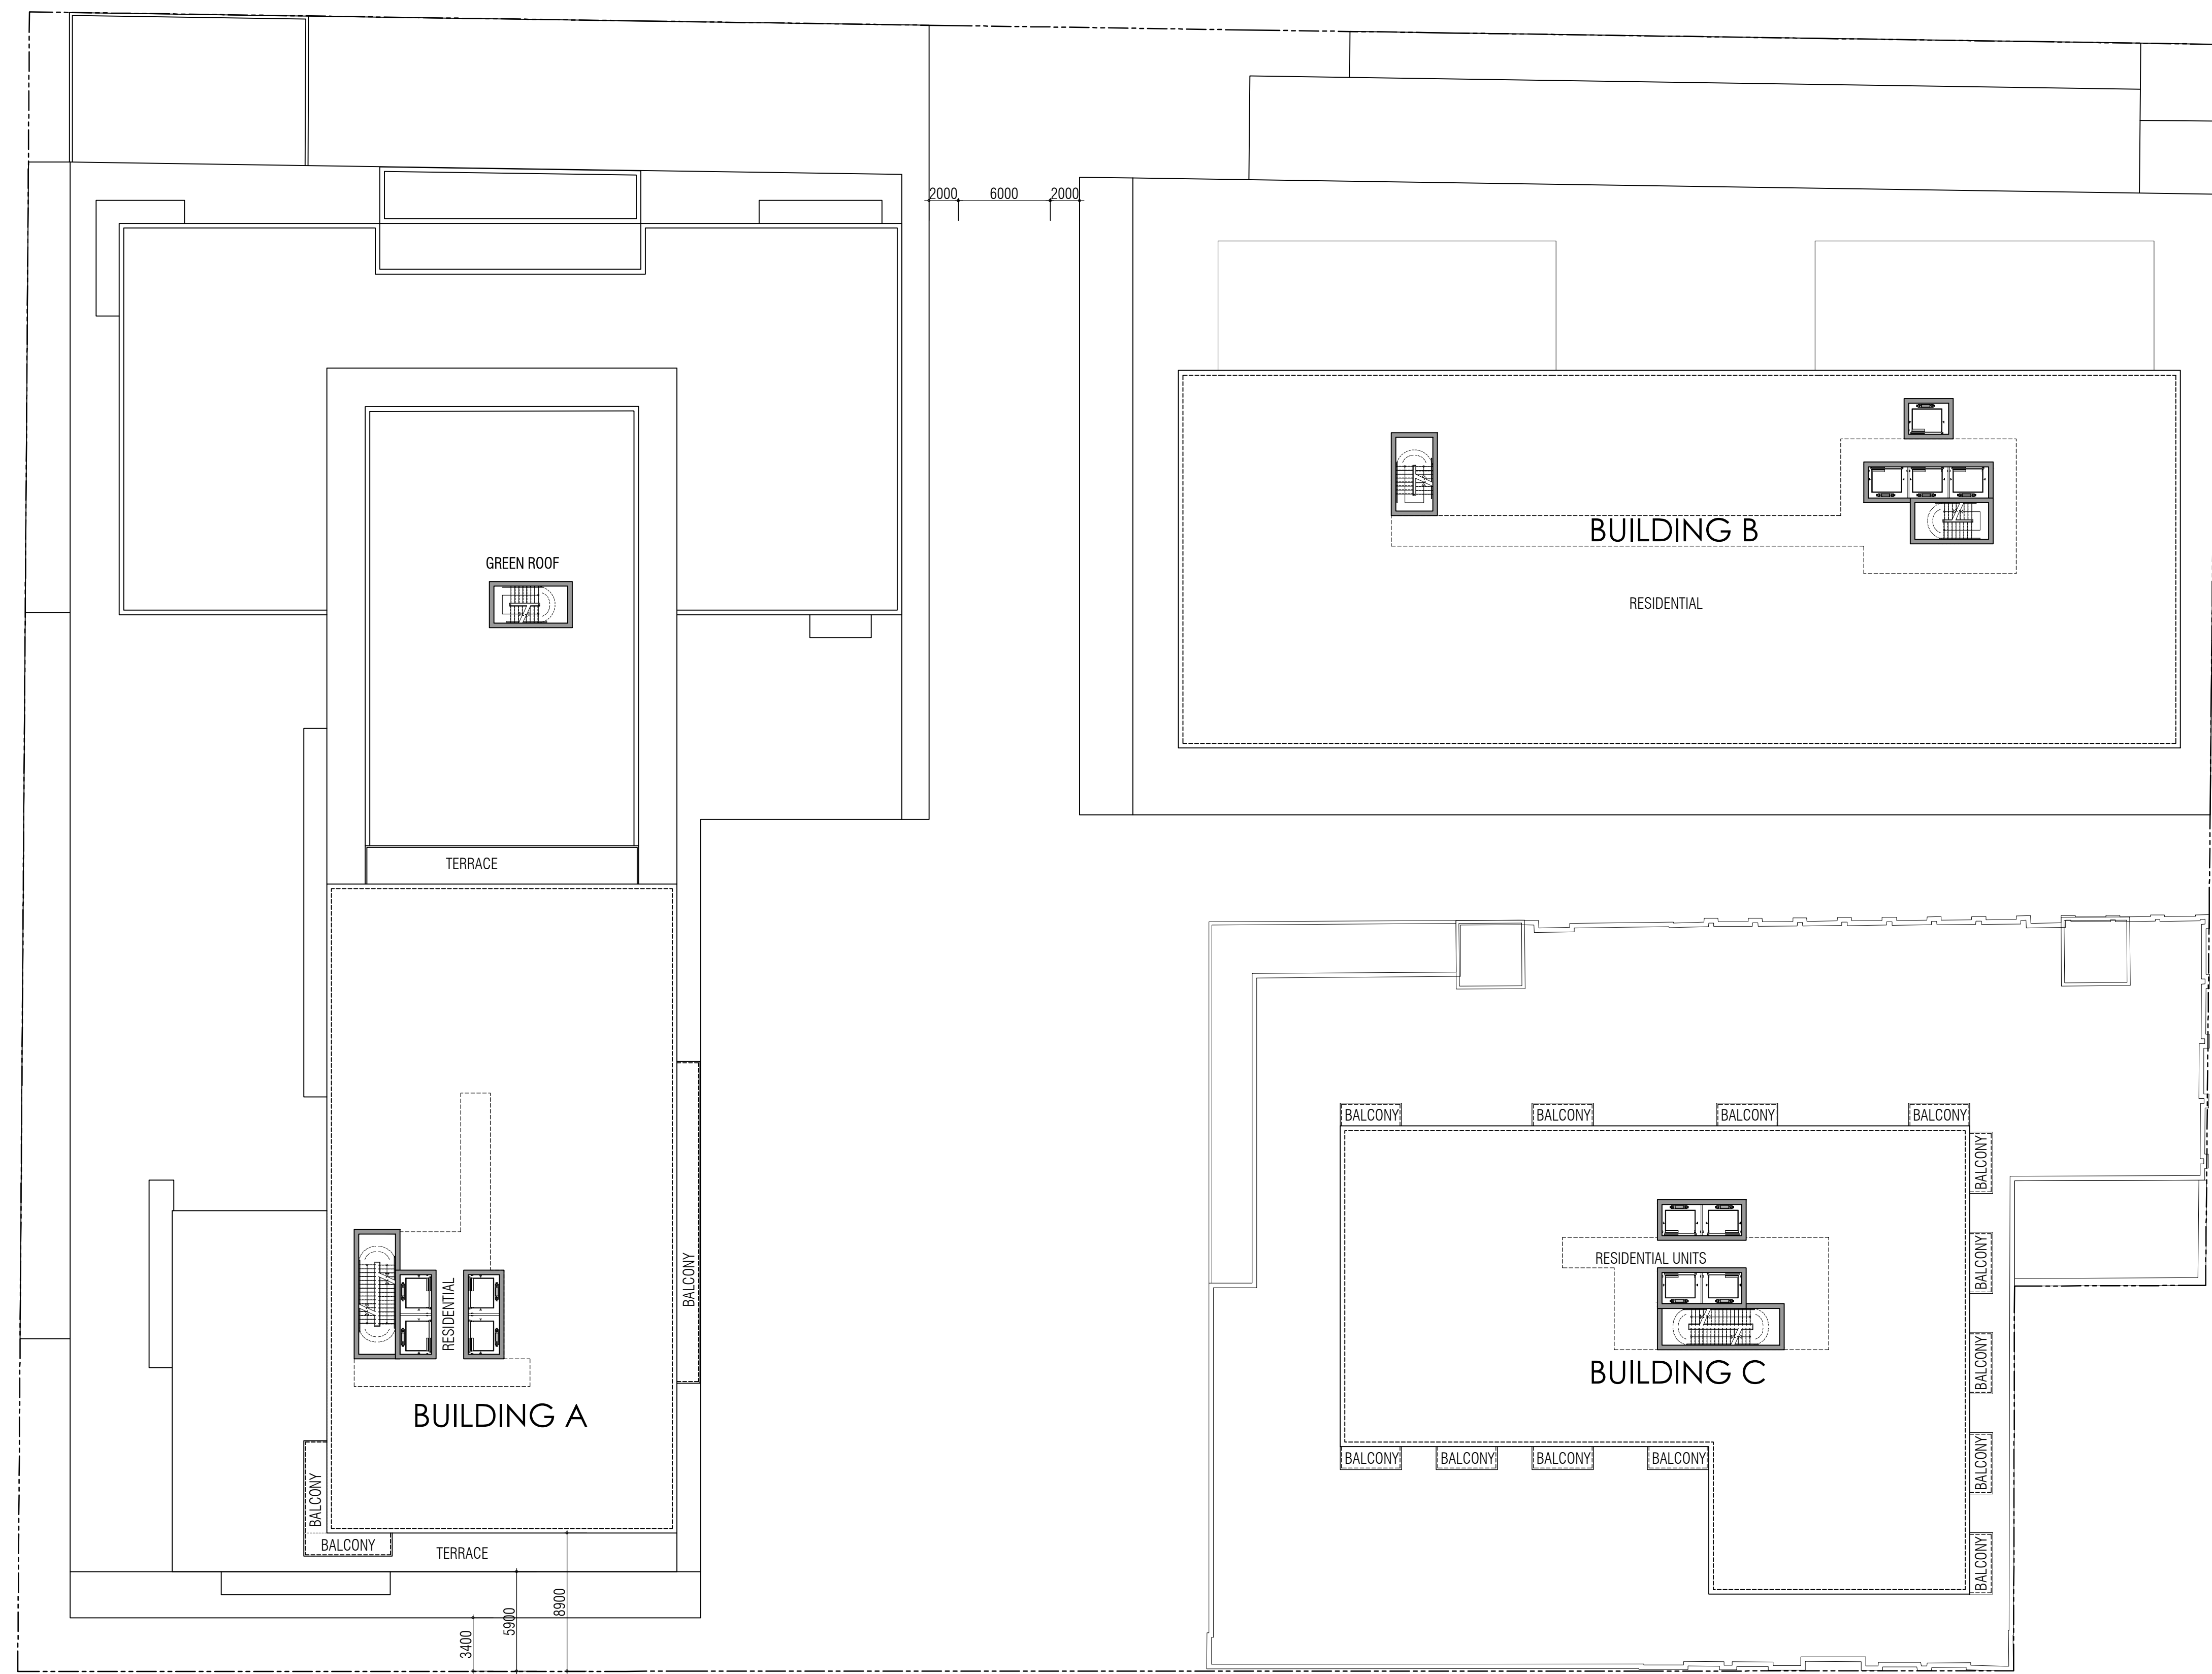 2000 6000 2000
BUILDING B
GREEN ROOF
RESIDENTIAL
TERRACE
BALCONY BALCONY BALCONY BALCONY
BALCONY
BALCONY
BALCONY
BALCONY
BALCONY
RESIDENTIAL UNITS
BUILDING C
BALCONY BALCONY BALCONY BALCONY
BALCONY
RESIDENTIAL
BUILDING A
BALCONY
BALCONY
TERRACE
3400
5900
8900